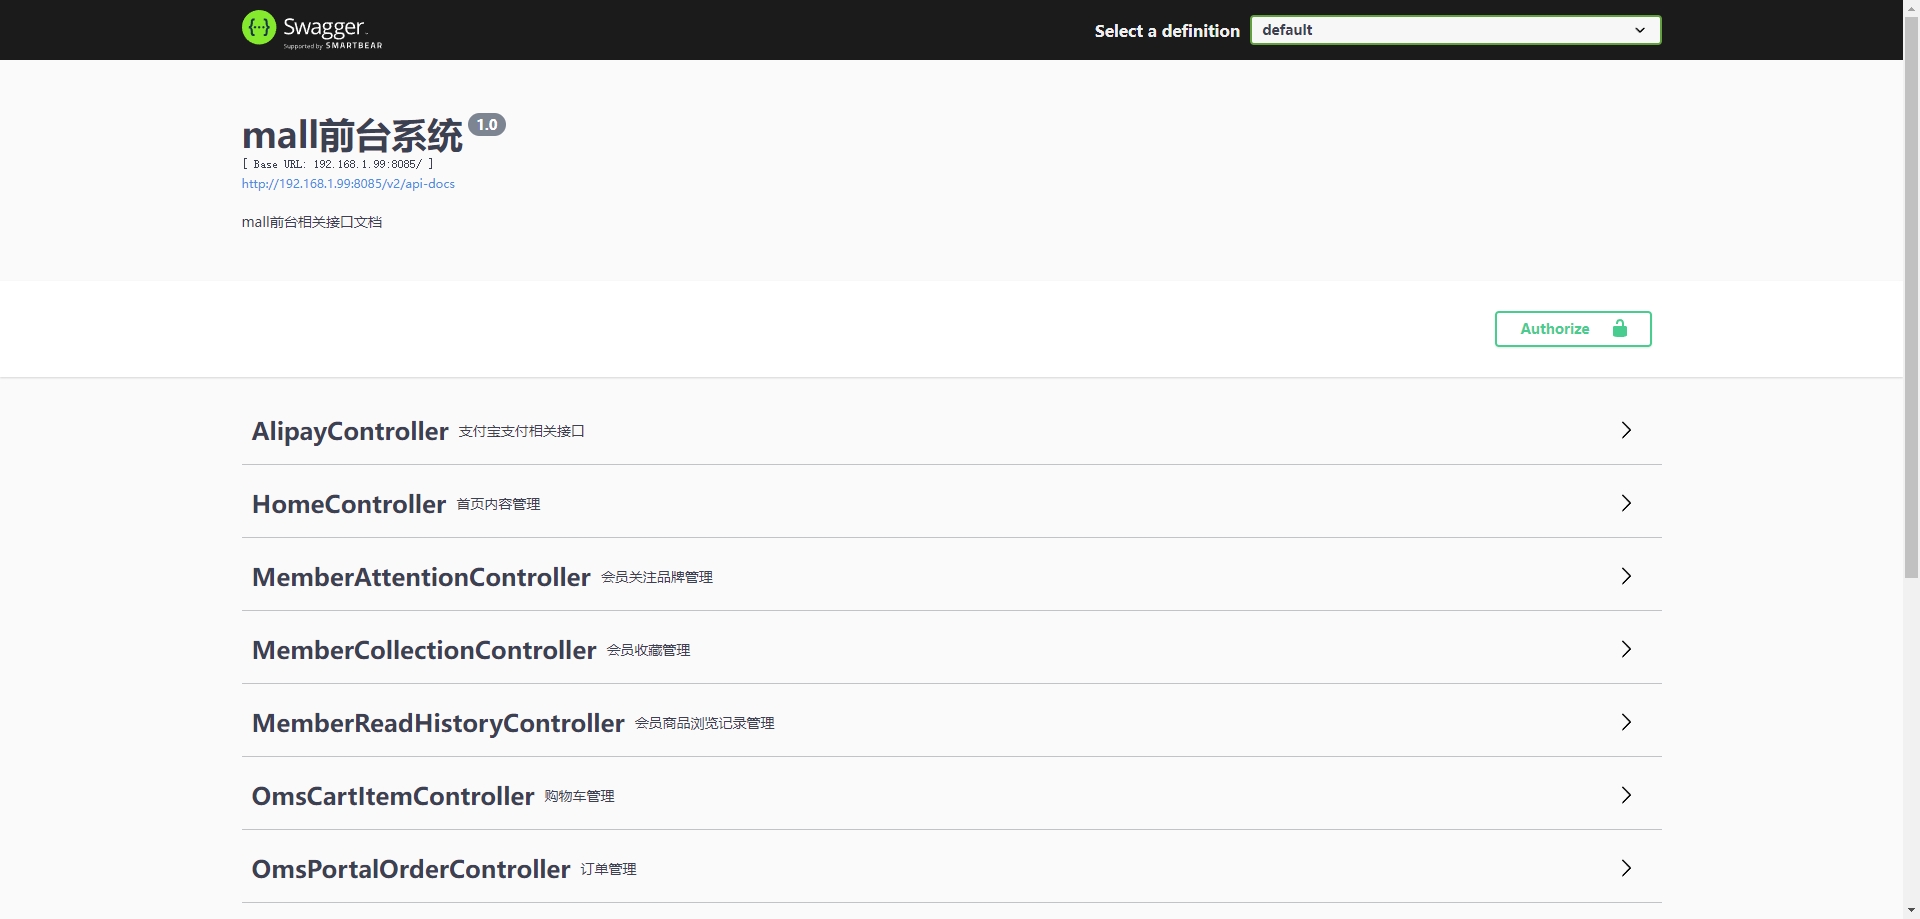 Swagger.
Supported by SMARTBEAR
Select a definition
default
mall前台系统 1.0
[ Base URL: 192.168.1.99:8085/ ]
http://192.168.1.99:8085/v2/api-docs
mall前台相关接口文档
Authorize
AlipayController 支付宝支付相关接口
HomeController 首页内容管理
MemberAttentionController 会员关注品牌管理
MemberCollectionController 会员收藏管理
MemberReadHistoryController 会员商品浏览记录管理
OmsCartItemController 购物车管理
OmsPortalOrderController 订单管理